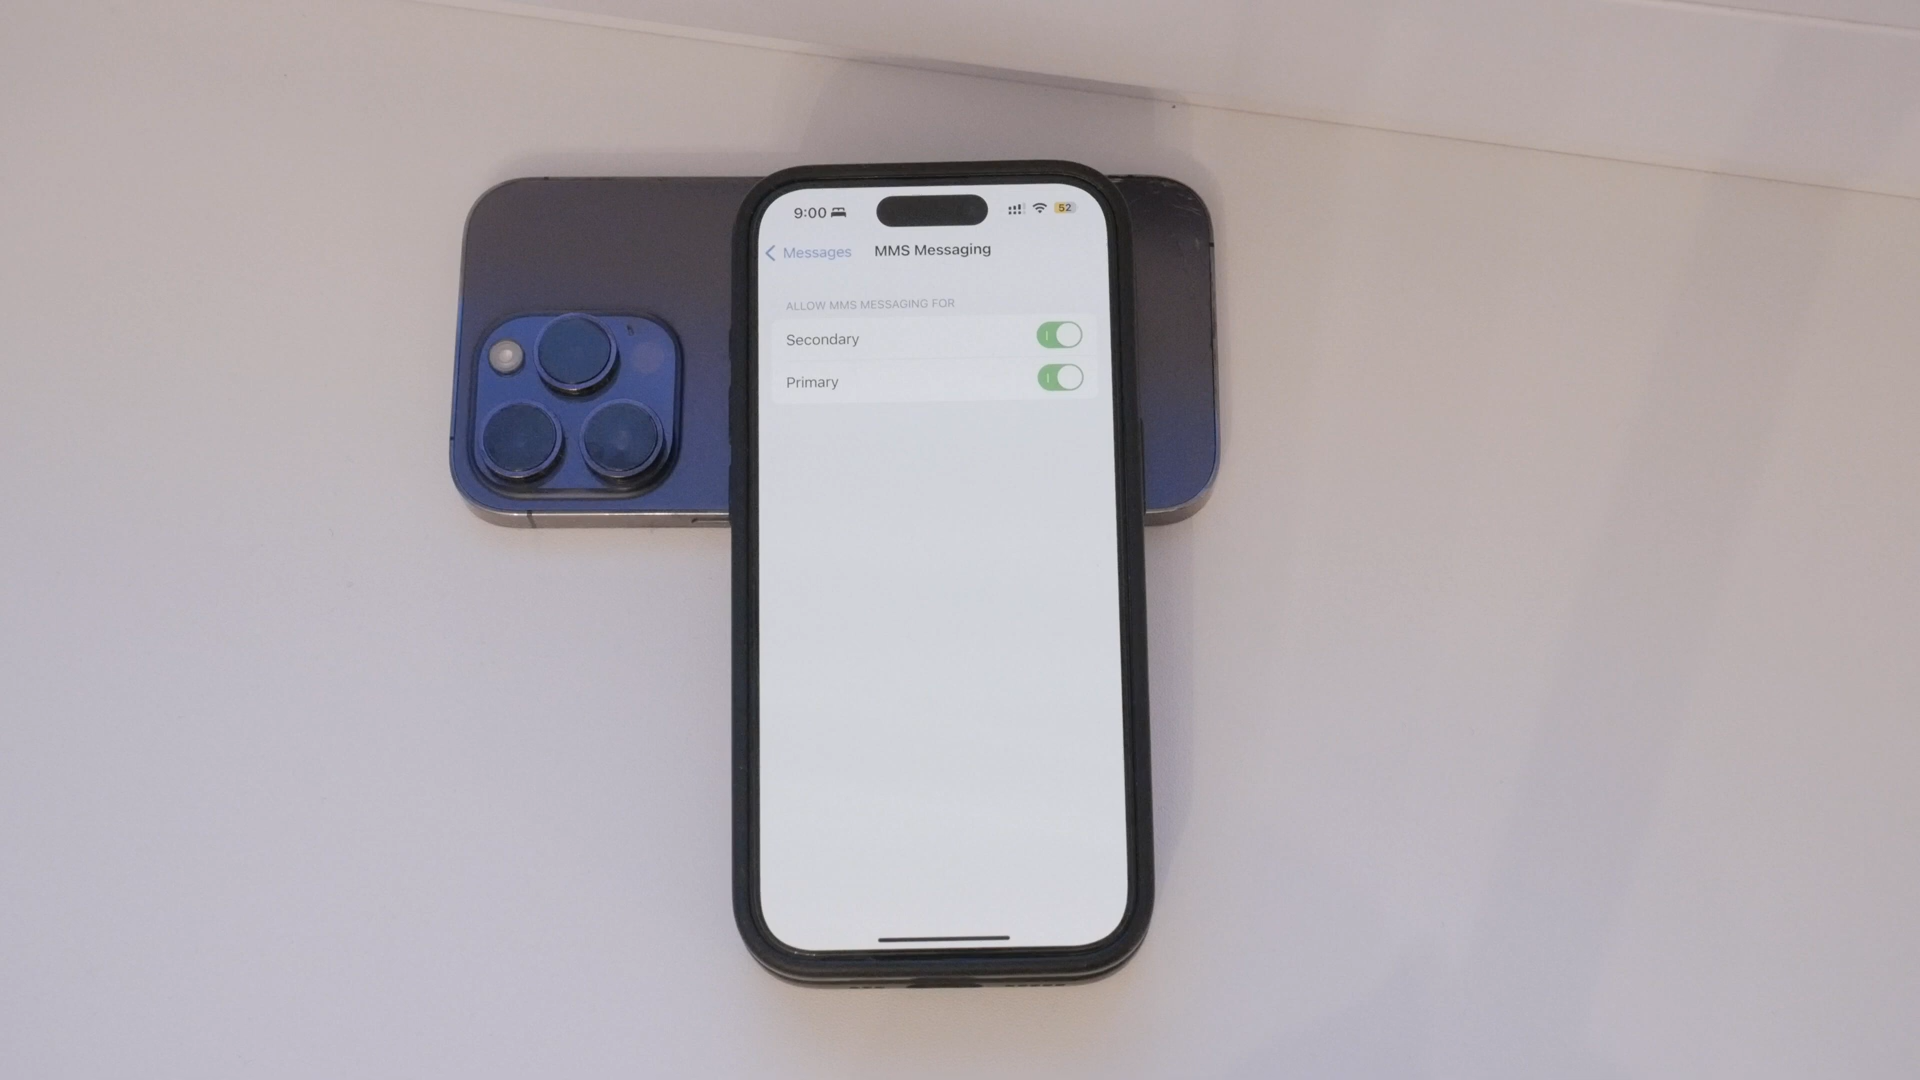 9:00
52
Messages
MMS Messaging
ALLOW MMS MESSAGING FOR
Secondary
Primary